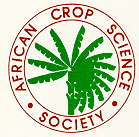 AFRICAN CROP SCIENCE
· SOCIETY ·